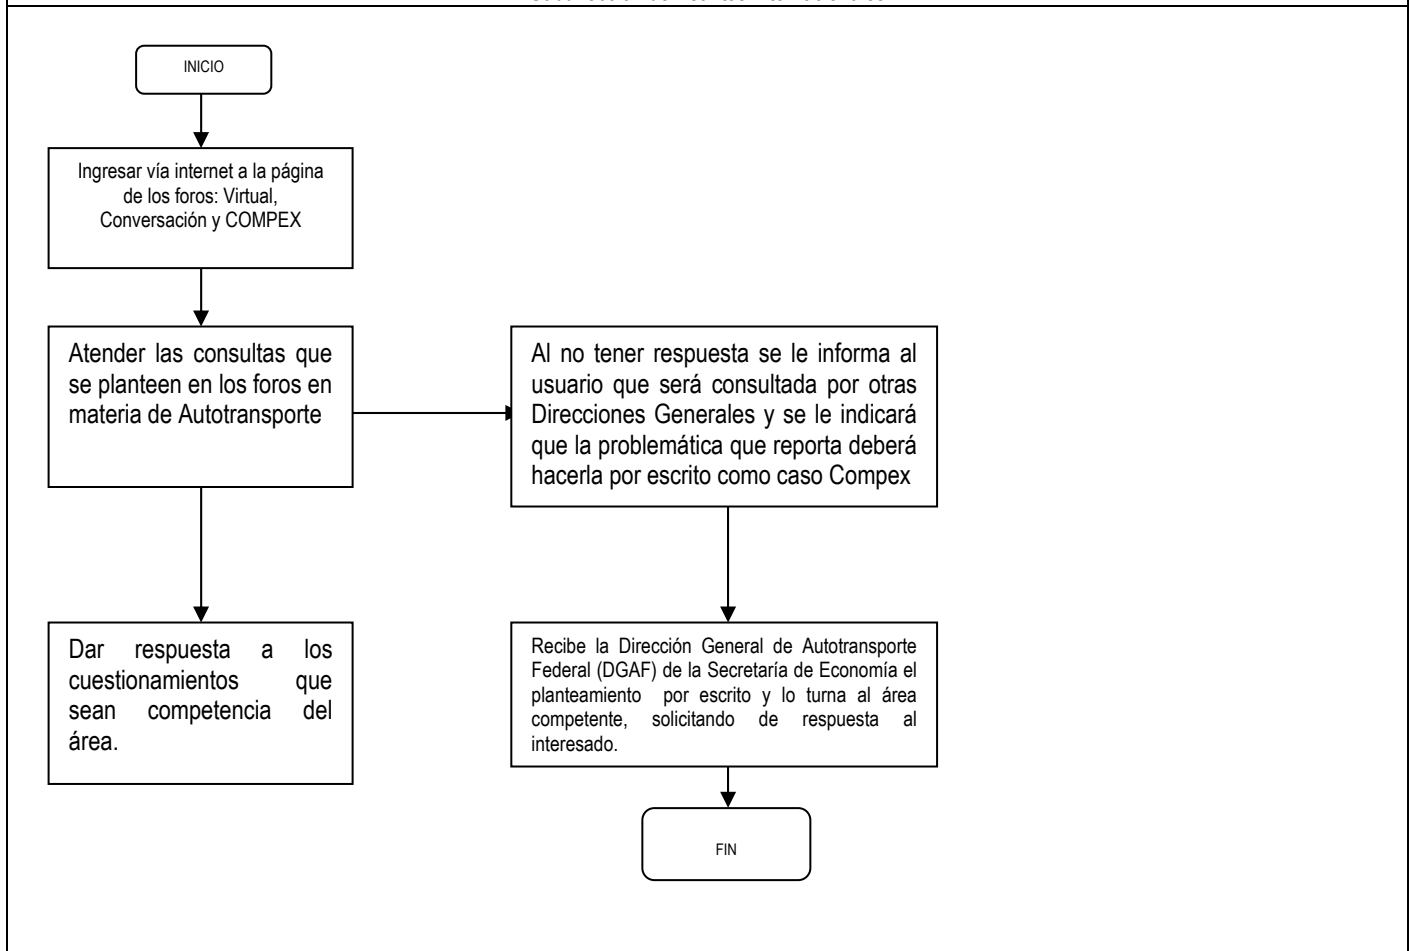 INICIO
Ingresar vía internet a la página
de los foros: Virtual,
Conversación y COMPEX
Atender las consultas que
se planteen en los foros en
materia de Autotransporte
Al no tener respuesta se le informa al
usuario que será consultada por otras
Direcciones Generales y se le indicará
que la problemática que reporta deberá
hacerla por escrito como caso Compex
Dar respuesta a los
cuestionamientos que
sean competencia del
área.
Recibe la Dirección General de Autotransporte
Federal (DGAF) de la Secretaría de Economía el
planteamiento por escrito y lo turna al área
competente, solicitando de respuesta al
interesado.
FIN